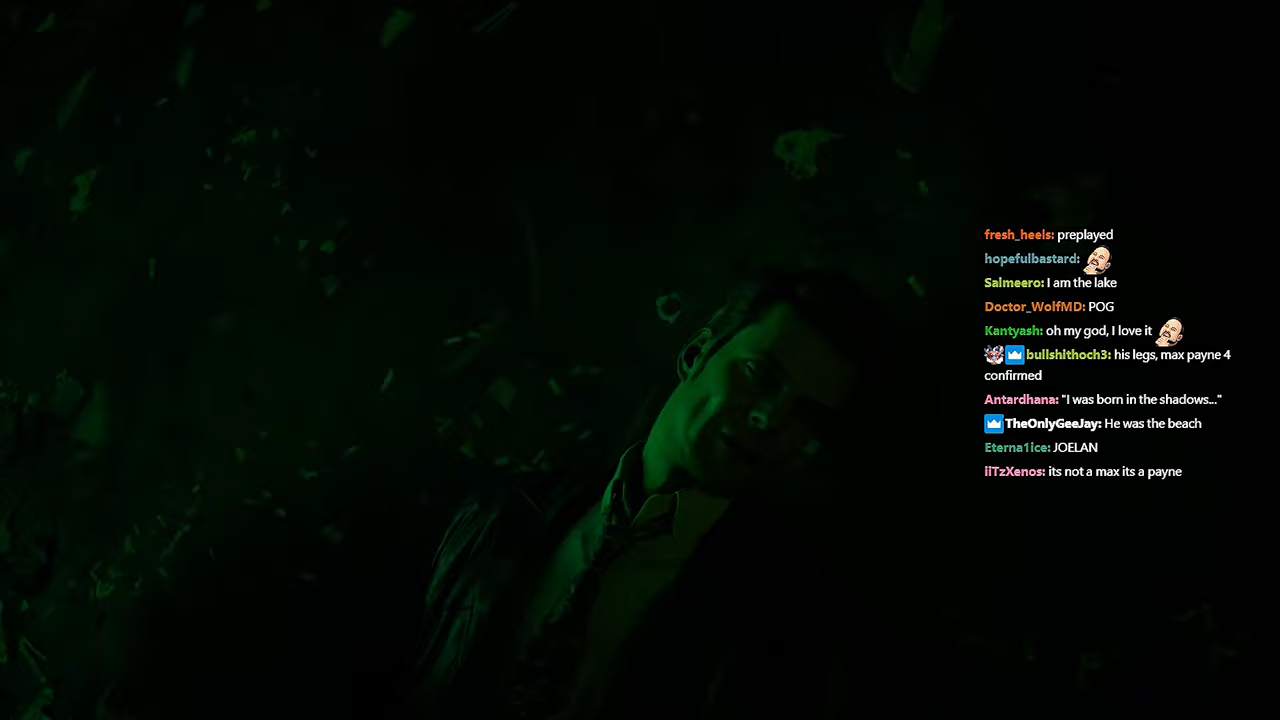 fresh_heels: preplayed
hopefulbastard:
Salmeero: I am the lake
Doctor_WolfMD: POG
Kantyash: oh my god, I love it
bullshithoch3: his legs, max payne 4
confirmed
Antardhana: "I was born in the shadows..."
TheOnlyGeeJay: He was the beach
Eterna1ice: JOELAN
iiTzXenos: its not a max its a payne